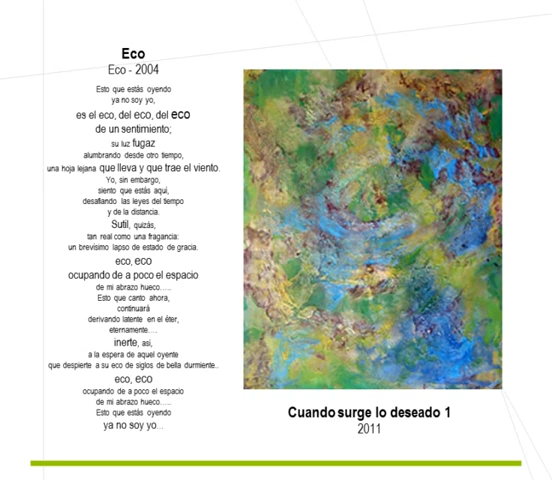 Eco
Eco - 2004
Esto que estás oyendo
ya no soy yo,
es el eco, del eco, del eco
de un sentimiento;
su luz fugaz
alumbrando desde otro tiempo,
una hoja lejana que lleva y que trae el viento.
Yo, sin embargo,
siento que estás aquí,
desafiando las leyes del tiempo
y de la distancia.
Sutil, quizás,
tan real como una fragancia:
un brevísimo lapso de estado de gracia.
eco, eco
ocupando de a poco el espacio
de mi abrazo hueco.....
Esto que canto ahora,
continuará
derivando latente en el éter,
eternamente....
inerte, así,
a la espera de aquel oyente
que despierte a su eco de siglos de bella durmiente..
eco, eco
ocupando de a poco el espacio
de mi abrazo hueco.....
Esto que estás oyendo
ya no soy yo...
Cuando surge lo deseado 1
2011